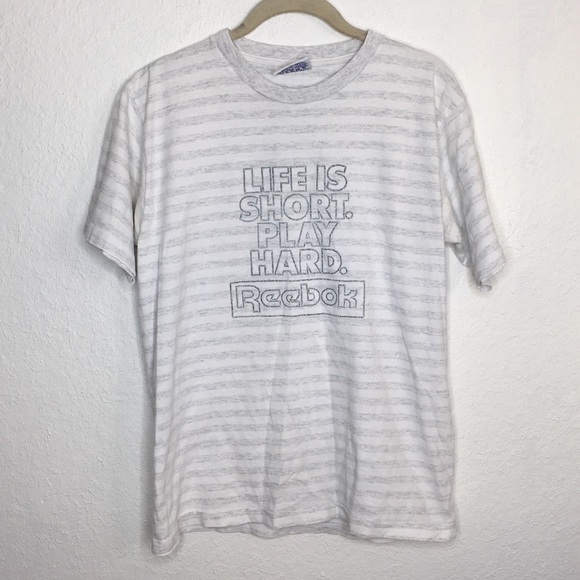 LIFE IS
SHORT.
PLAY
HARD.
Reebok